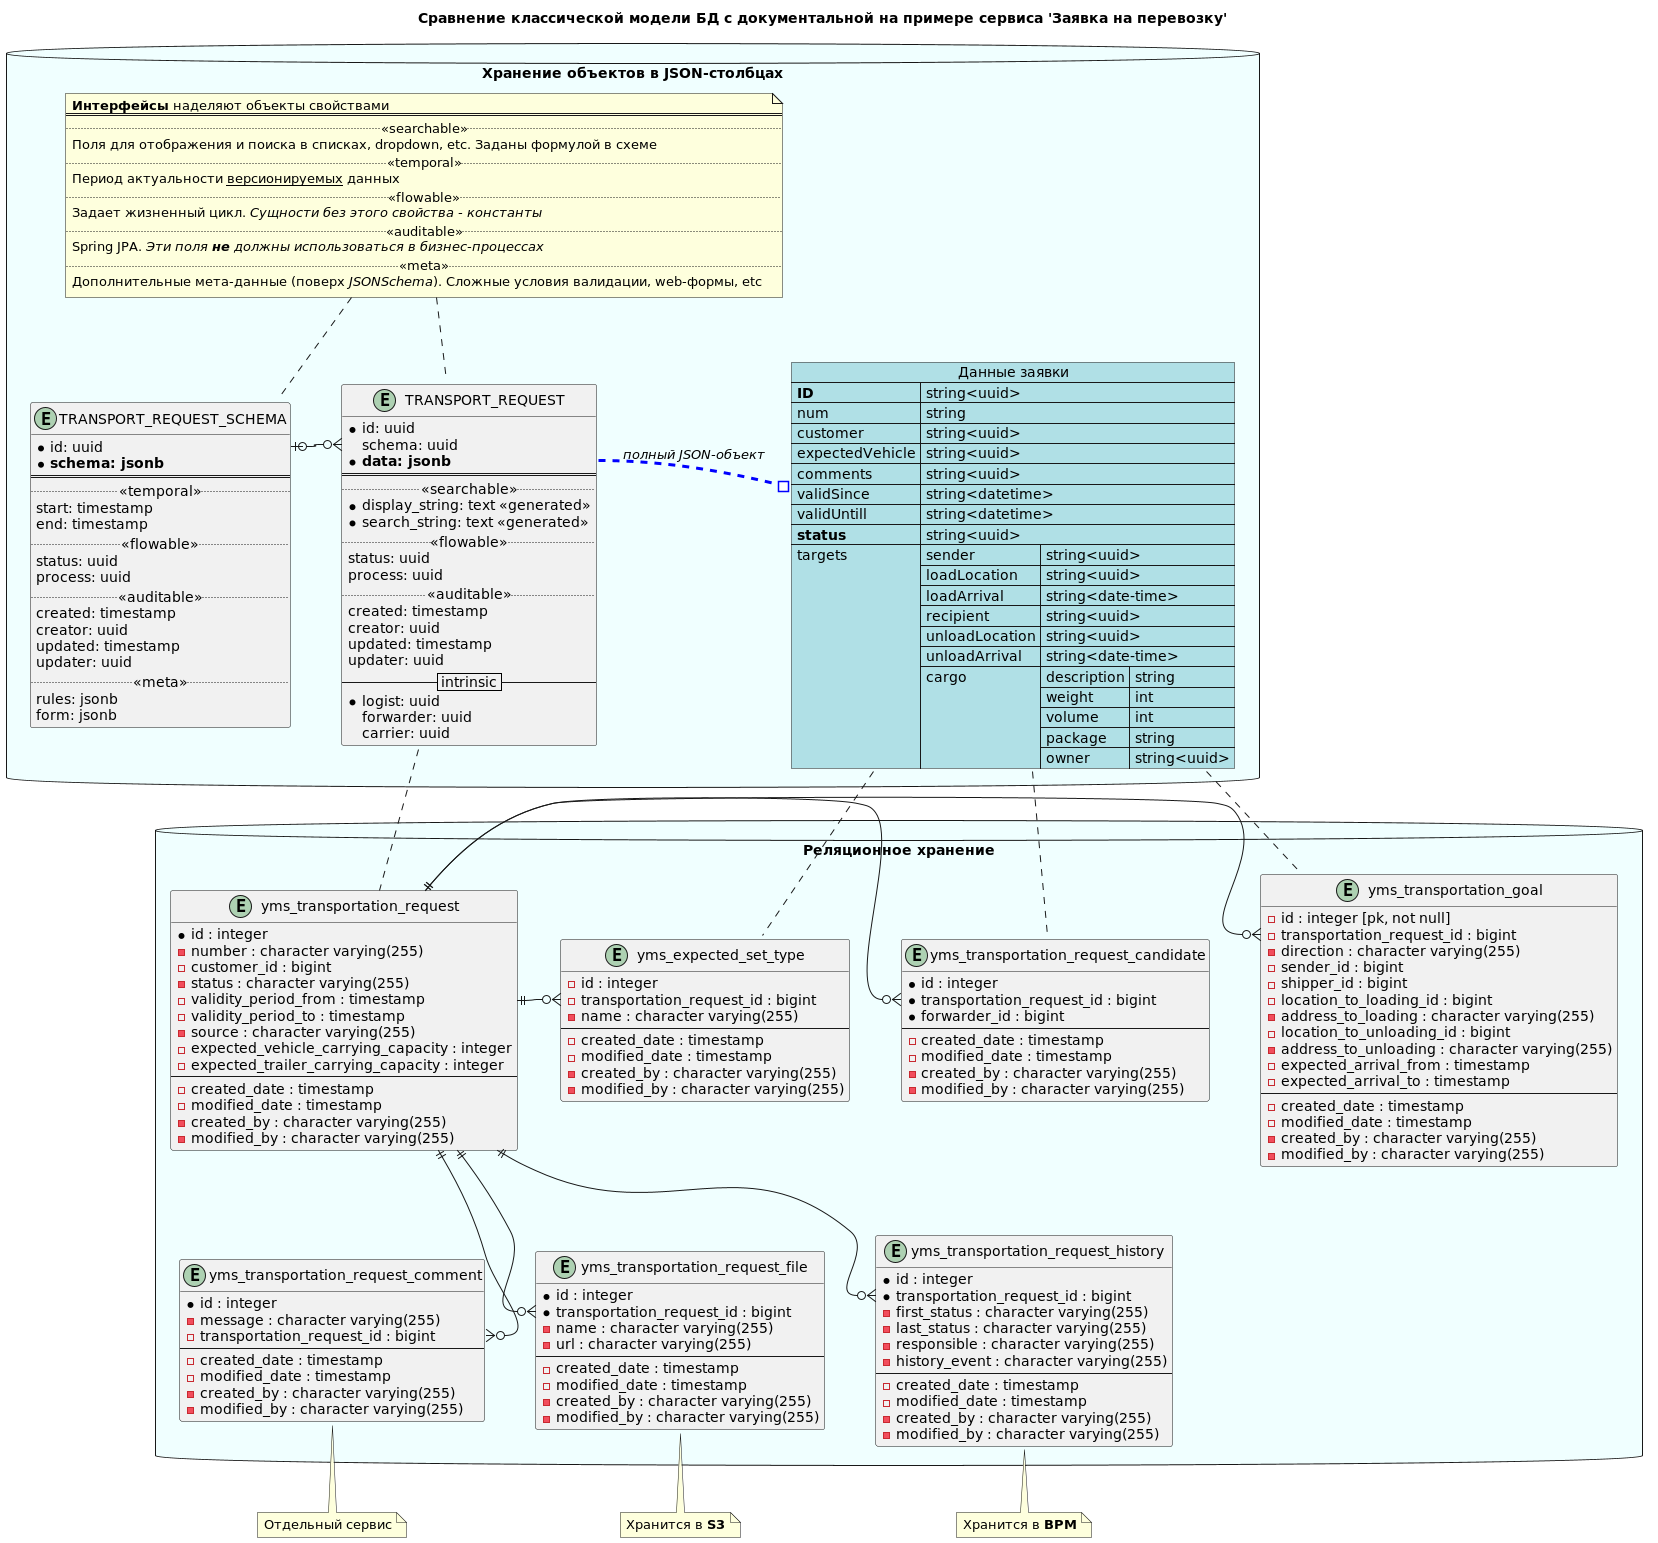 Сравнение классической модели БД с документальной на примере сервиса 'Заявка на перевозку'
Хранение объектов в JSON-столбцах
Интерфейсы наделяют объекты свойствами
«searchable»
Поля для отображения и поиска в списках, dropdown, etc. Заданы формулой в схеме
«temporal»
Период актуальности версионируемых данных
«flowable»
Задает жизненный цикл. Сущности без этого свойства - константы
«auditable»
Spring JPA. Эти поля не должны использоваться в бизнес-процессах
«meta»
Дополнительные мета-данные (поверх JSONSchema). Сложные условия валидации, web-формы, etc
E TRANSPORT_REQUEST_SCHEMA
id: uuid
schema: jsonb
«temporal»
start: timestamp
end: timestamp
«flowable»
status: uuid
process: uuid
«auditable»
created: timestamp
creator: uuid
updated: timestamp
updater: uuid
«meta»
rules: jsonb
form: jsonb
E TRANSPORT_REQUEST
id: uuid
schema: uuid
data: jsonb
«searchable»
display_string: text «generated»
search_string: text «generated»
«flowable»
status: uuid
process: uuid
«auditable»
created: timestamp
creator: uuid
updated: timestamp
updater: uuid
intrinsic
logist: uuid
forwarder: uuid
carrier: uuid
полный JSON-объект
Данные заявки
ID string<uuid>
num string
customer string<uuid>
expectedVehicle string<uuid>
comments string<uuid>
validSince string<datetime>
validUntill string<datetime>
status string<uuid>
targets sender string<uuid>
loadLocation string<uuid>
loadArrival string<date-time>
recipient string<uuid>
unloadLocation string<uuid>
unloadArrival string<date-time>
cargo description string
weight int
volume int
package string
owner string<uuid>
Реляционное хранение
E yms_transportation_request
id : integer
number : character varying(255)
customer_id : bigint
status : character varying(255)
validity_period_from : timestamp
validity_period_to : timestamp
source : character varying(255)
expected_vehicle_carrying_capacity : integer
expected_trailer_carrying_capacity : integer
created_date : timestamp
modified_date : timestamp
created_by : character varying(255)
modified_by : character varying(255)
E yms_expected_set_type
id : integer
transportation_request_id : bigint
name : character varying(255)
created_date : timestamp
modified_date : timestamp
created_by : character varying(255)
modified_by : character varying(255)
E yms_transportation_request_candidate
id : integer
transportation_request_id : bigint
forwarder_id : bigint
created_date : timestamp
modified_date : timestamp
created_by : character varying(255)
modified_by : character varying(255)
E yms_transportation_goal
id : integer [pk, not null]
transportation_request_id : bigint
direction : character varying(255)
sender_id : bigint
shipper_id : bigint
location_to_loading_id : bigint
address_to_loading : character varying(255)
location_to_unloading_id : bigint
address_to_unloading : character varying(255)
expected_arrival_from : timestamp
expected_arrival_to : timestamp
created_date : timestamp
modified_date : timestamp
created_by : character varying(255)
modified_by : character varying(255)
E yms_transportation_request_comment
id : integer
message : character varying(255)
transportation_request_id : bigint
created_date : timestamp
modified_date : timestamp
created_by : character varying(255)
modified_by : character varying(255)
E yms_transportation_request_file
id : integer
transportation_request_id : bigint
name : character varying(255)
url : character varying(255)
created_date : timestamp
modified_date : timestamp
created_by : character varying(255)
modified_by : character varying(255)
E yms_transportation_request_history
id : integer
transportation_request_id : bigint
first_status : character varying(255)
last_status : character varying(255)
responsible : character varying(255)
history_event : character varying(255)
created_date : timestamp
modified_date : timestamp
created_by : character varying(255)
modified_by : character varying(255)
Отдельный сервис
Хранится в S3
Хранится в BPM